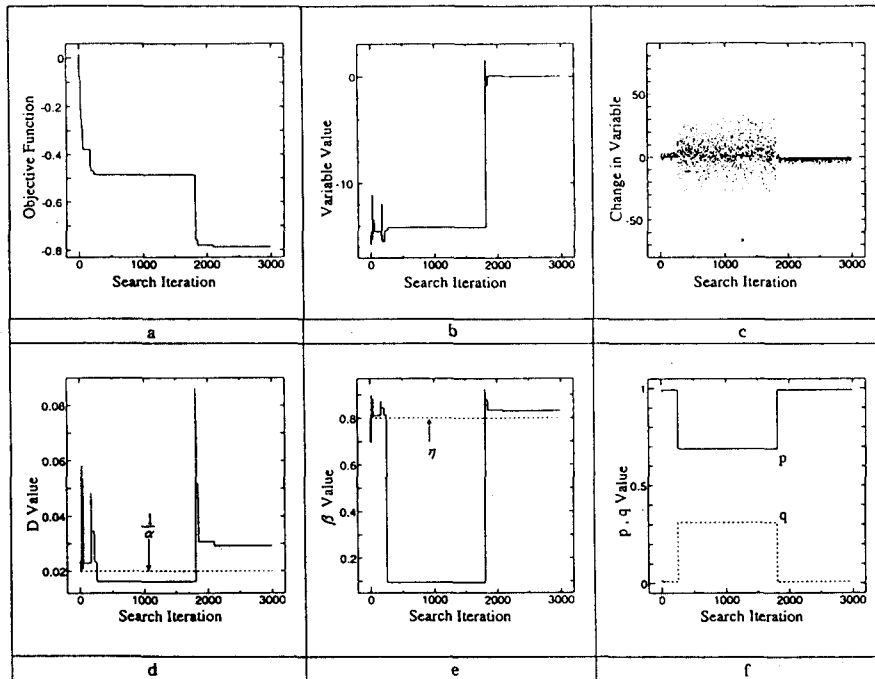 Objective Function
0
-0.2
-0.4
-0.6
-0.8
0 1000 2000 3000
Search Iteration
a
Variable Value
0
-10
0 1000 2000 3000
Search Iteration
b
Change in Variable
50
0
-50
0 1000 2000 3000
Search Iteration
c
D Value
0.08
0.06
0.04
0.02
1/α
0 1000 2000 3000
Search Iteration
d
β Value
0.8
0.6
0.4
0.2
η
0 1000 2000 3000
Search Iteration
e
p , q Value
1
0.5
0
p
q
0 1000 2000 3000
Search Iteration
f